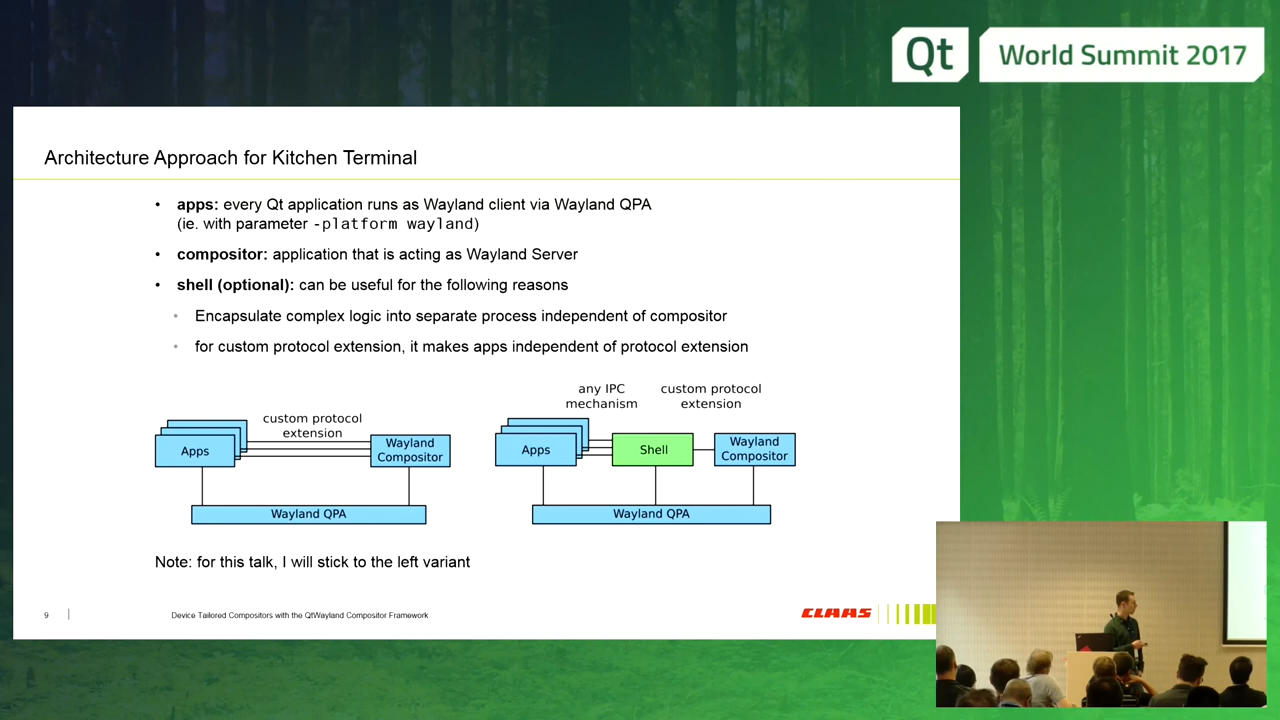 Qt World Summit 2017
Architecture Approach for Kitchen Terminal
• apps: every Qt application runs as Wayland client via Wayland QPA
(ie. with parameter -platform wayland)
• compositor: application that is acting as Wayland Server
• shell (optional): can be useful for the following reasons
• Encapsulate complex logic into separate process independent of compositor
• for custom protocol extension, it makes apps independent of protocol extension
custom protocol
extension
Apps
Wayland
Compositor
Wayland QPA
any IPC
mechanism
custom protocol
extension
Apps
Shell
Wayland
Compositor
Wayland QPA
Note: for this talk, I will stick to the left variant
9
Device Tailored Compositors with the QtWayland Compositor Framework
CLAAS